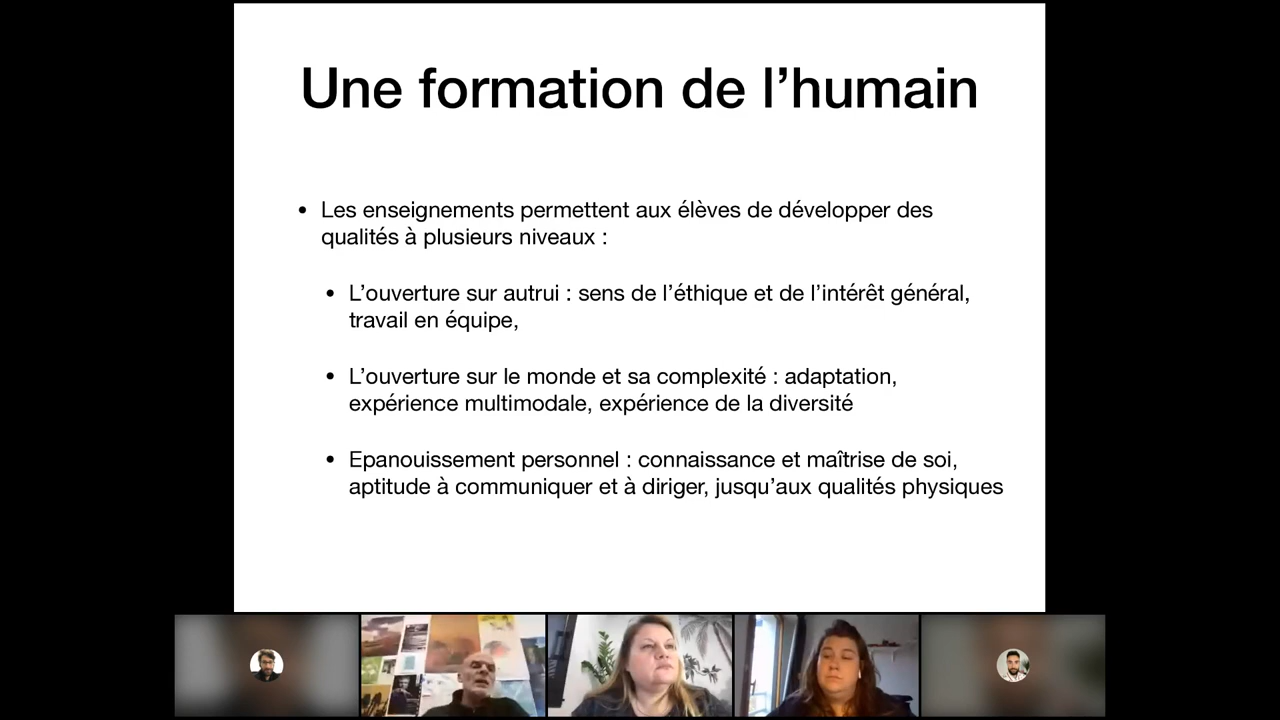 Une formation de l’humain
• Les enseignements permettent aux élèves de développer des
qualités à plusieurs niveaux :
• L’ouverture sur autrui : sens de l’éthique et de l’intérêt général,
travail en équipe,
• L’ouverture sur le monde et sa complexité : adaptation,
expérience multimodale, expérience de la diversité
• Epanouissement personnel : connaissance et maîtrise de soi,
aptitude à communiquer et à diriger, jusqu’aux qualités physiques